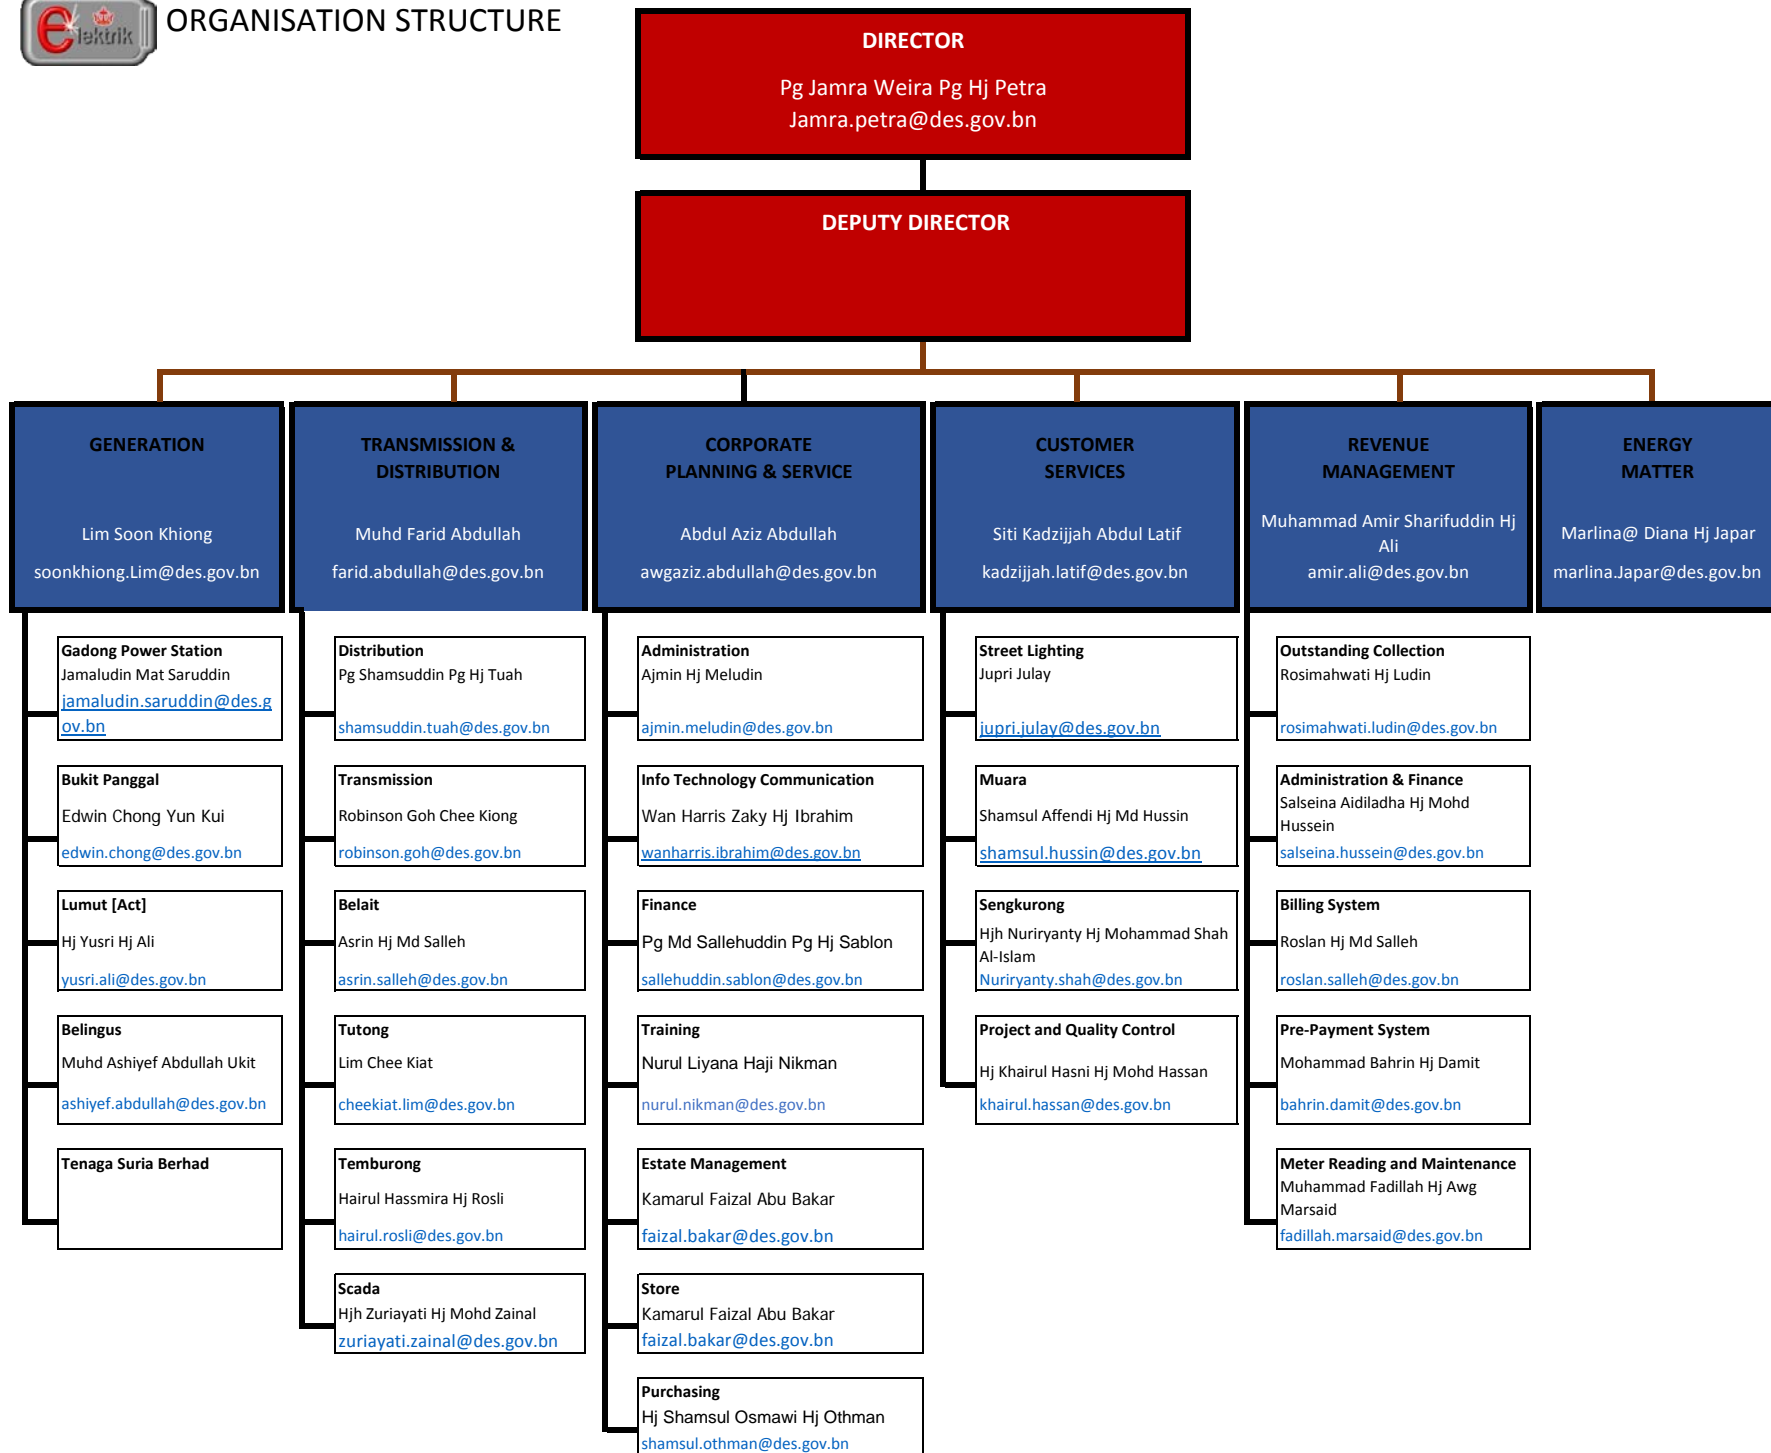 elektrik
ORGANISATION STRUCTURE
DIRECTOR
Pg Jamra Weira Pg Hj Petra
Jamra.petra@des.gov.bn
DEPUTY DIRECTOR
GENERATION
Lim Soon Khiong
soonkhiong.Lim@des.gov.bn
TRANSMISSION &
DISTRIBUTION
Muhd Farid Abdullah
farid.abdullah@des.gov.bn
CORPORATE
PLANNING & SERVICE
Abdul Aziz Abdullah
awgaziz.abdullah@des.gov.bn
CUSTOMER
SERVICES
Siti Kadzijjah Abdul Latif
kadzijjah.latif@des.gov.bn
REVENUE
MANAGEMENT
Muhammad Amir Sharifuddin Hj
Ali
amir.ali@des.gov.bn
ENERGY
MATTER
Marlina@ Diana Hj Japar
marlina.Japar@des.gov.bn
Gadong Power Station
Jamaludin Mat Saruddin
jamaludin.saruddin@des.g
ov.bn
Bukit Panggal
Edwin Chong Yun Kui
edwin.chong@des.gov.bn
Lumut [Act]
Hj Yusri Hj Ali
yusri.ali@des.gov.bn
Belingus
Muhd Ashiyef Abdullah Ukit
ashiyef.abdullah@des.gov.bn
Tenaga Suria Berhad
Distribution
Pg Shamsuddin Pg Hj Tuah
shamsuddin.tuah@des.gov.bn
Transmission
Robinson Goh Chee Kiong
robinson.goh@des.gov.bn
Belait
Asrin Hj Md Salleh
asrin.salleh@des.gov.bn
Tutong
Lim Chee Kiat
cheekiat.lim@des.gov.bn
Temburong
Hairul Hassmira Hj Rosli
hairul.rosli@des.gov.bn
Scada
Hjh Zuriayati Hj Mohd Zainal
zuriayati.zainal@des.gov.bn
Administration
Ajmin Hj Meludin
ajmin.meludin@des.gov.bn
Info Technology Communication
Wan Harris Zaky Hj Ibrahim
wanharris.ibrahim@des.gov.bn
Finance
Pg Md Sallehuddin Pg Hj Sablon
sallehuddin.sablon@des.gov.bn
Training
Nurul Liyana Haji Nikman
nurul.nikman@des.gov.bn
Estate Management
Kamarul Faizal Abu Bakar
faizal.bakar@des.gov.bn
Store
Kamarul Faizal Abu Bakar
faizal.bakar@des.gov.bn
Purchasing
Hj Shamsul Osmawi Hj Othman
shamsul.othman@des.gov.bn
Street Lighting
Jupri Julay
jupri.julay@des.gov.bn
Muara
Shamsul Affendi Hj Md Hussin
shamsul.hussin@des.gov.bn
Sengkurong
Hjh Nuriryanty Hj Mohammad Shah
Al-Islam
Nuriryanty.shah@des.gov.bn
Project and Quality Control
Hj Khairul Hasni Hj Mohd Hassan
khairul.hassan@des.gov.bn
Outstanding Collection
Rosimahwati Hj Ludin
rosimahwati.ludin@des.gov.bn
Administration & Finance
Salseina Aidiladha Hj Mohd
Hussein
salseina.hussein@des.gov.bn
Billing System
Roslan Hj Md Salleh
roslan.salleh@des.gov.bn
Pre-Payment System
Mohammad Bahrin Hj Damit
bahrin.damit@des.gov.bn
Meter Reading and Maintenance
Muhammad Fadillah Hj Awg
Marsaid
fadillah.marsaid@des.gov.bn